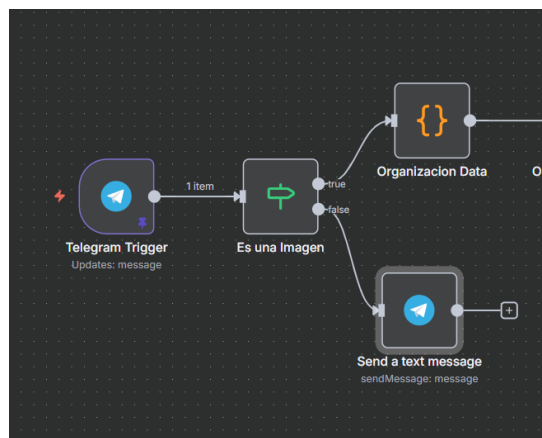 1 item
true
false
Telegram Trigger
Updates: message
Es una Imagen
Organizacion Data
O
Send a text message
sendMessage: message